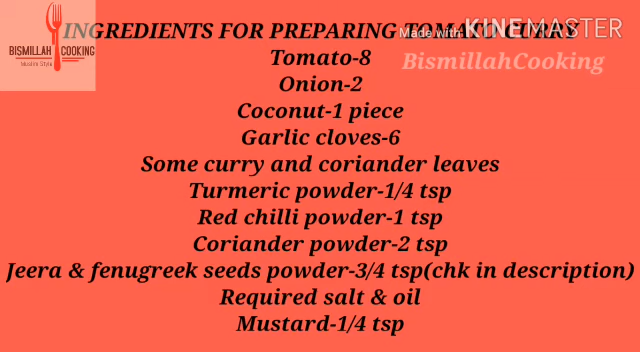 INGREDIENTS FOR PREPARING TOMATO CURRY
Made with KINEMASTER
BISMILLAH COOKING
BismillahCooking
Tomato-8
Onion-2
Coconut-1 piece
Garlic cloves-6
Some curry and coriander leaves
Turmeric powder-1/4 tsp
Red chilli powder-1 tsp
Coriander powder-2 tsp
Jeera & fenugreek seeds powder-3/4 tsp(chk in description)
Required salt & oil
Mustard-1/4 tsp